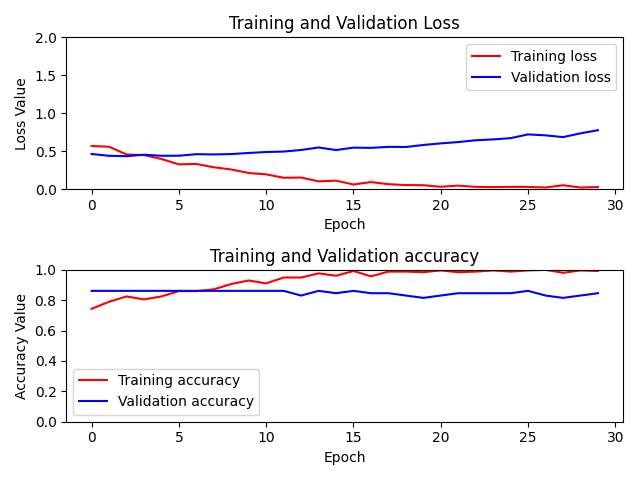 Training and Validation Loss
Loss Value
2.0
1.5
1.0
0.5
0.0
Training loss
Validation loss
0 5 10 15 20 25 30
Epoch
Training and Validation accuracy
Accuracy Value
1.0
0.8
0.6
0.4
0.2
0.0
Training accuracy
Validation accuracy
0 5 10 15 20 25 30
Epoch